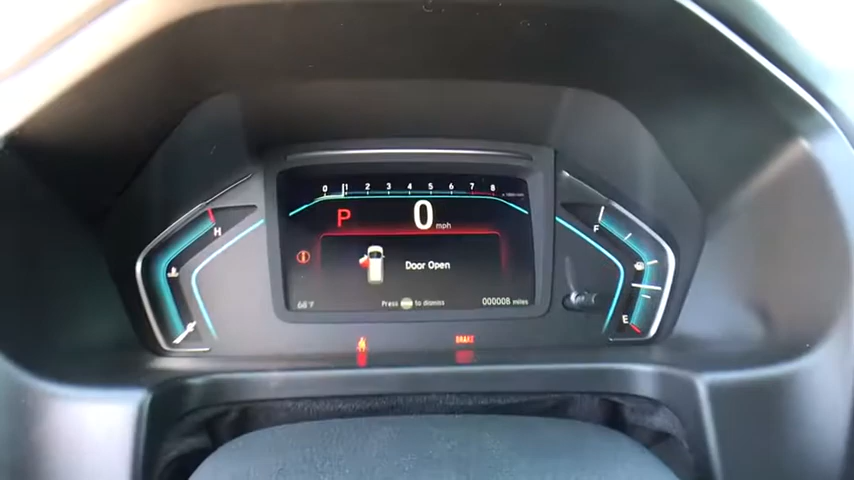 0 1 2 3 4 5 6 7 8
P
0 mph
H
F
Door Open
C
E
68°F
Press to dismiss
000008 miles
BRAKE